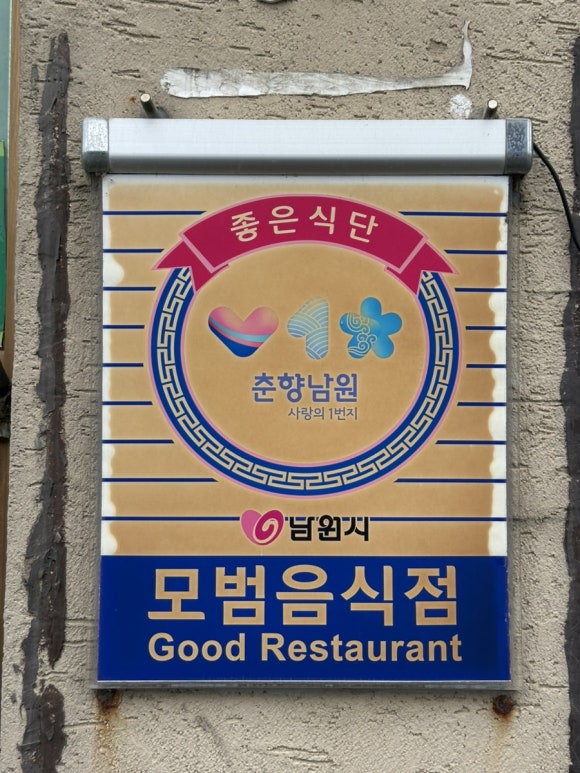 좋은식단
춘향남원
사랑의 1번지
남원시
모범음식점
Good Restaurant